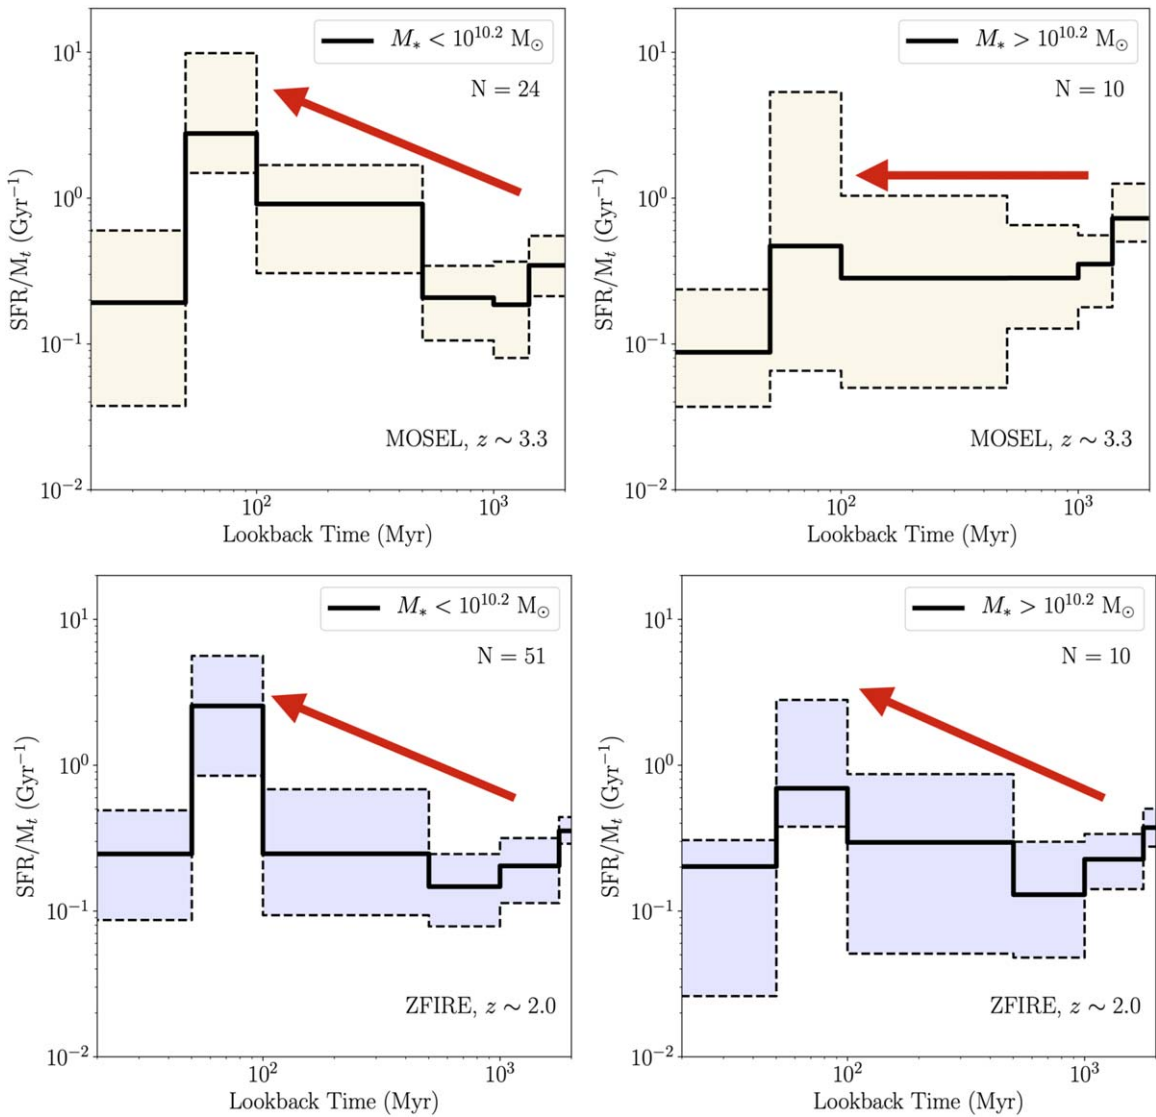 M* < 10^10.2 M⊙
N = 24
10^1
10^0
10^−1
10^−2
SFR/M_t (Gyr^−1)
MOSEL, z ∼ 3.3
10^2
10^3
Lookback Time (Myr)
M* > 10^10.2 M⊙
N = 10
10^1
10^0
10^−1
10^−2
SFR/M_t (Gyr^−1)
MOSEL, z ∼ 3.3
10^2
10^3
Lookback Time (Myr)
M* < 10^10.2 M⊙
N = 51
10^1
10^0
10^−1
10^−2
SFR/M_t (Gyr^−1)
ZFIRE, z ∼ 2.0
10^2
10^3
Lookback Time (Myr)
M* > 10^10.2 M⊙
N = 10
10^1
10^0
10^−1
10^−2
SFR/M_t (Gyr^−1)
ZFIRE, z ∼ 2.0
10^2
10^3
Lookback Time (Myr)